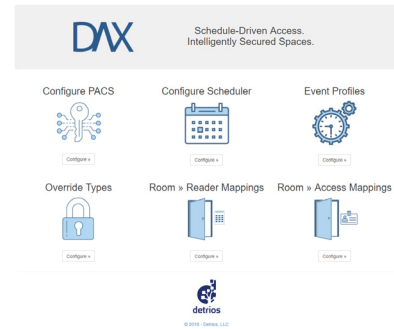 DAX
Schedule-Driven Access.
Intelligently Secured Spaces.
Configure PACS
Configure Scheduler
Event Profiles
Configure »
Configure »
Configure »
Override Types
Room » Reader Mappings
Room » Access Mappings
Configure »
Configure »
Configure »
detrios
© 2016 - Detrios, LLC